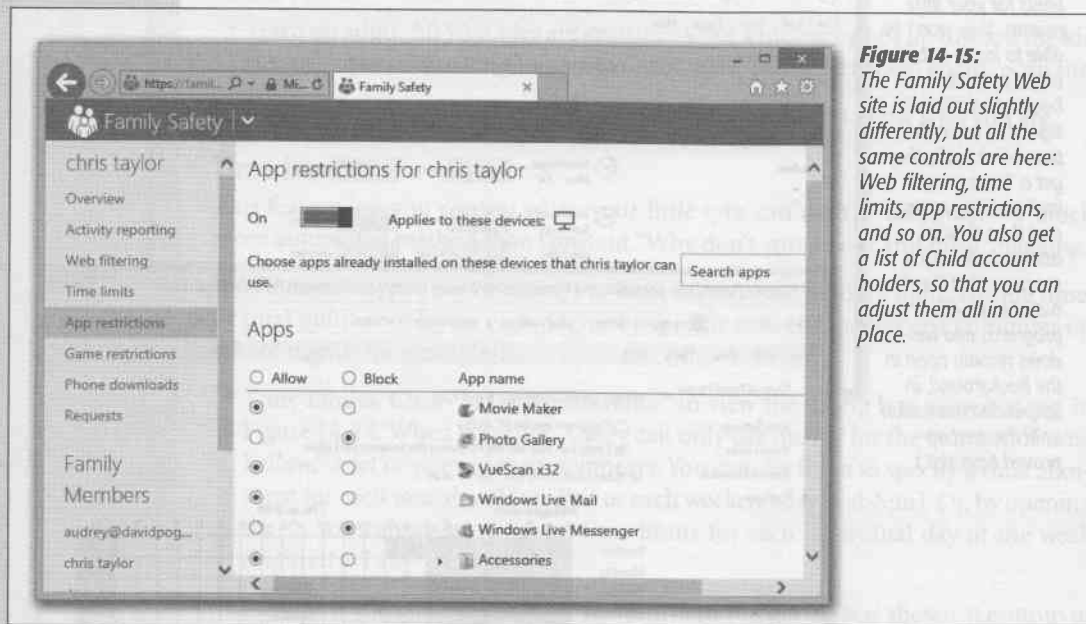 Family Safety
Family Safety
chris taylor
Overview
Activity reporting
Web filtering
Time limits
App restrictions
Game restrictions
Phone downloads
Requests
Family
Members
audrey@davidpog...
chris taylor
App restrictions for chris taylor
On Applies to these devices:
Choose apps already installed on these devices that chris taylor can
use.
Search apps
Apps
Allow Block App name
Movie Maker
Photo Gallery
VueScan x32
Windows Live Mail
Windows Live Messenger
Accessories
Figure 14-15:
The Family Safety Web
site is laid out slightly
differently, but all the
same controls are here:
Web filtering, time
limits, app restrictions,
and so on. You also get
a list of Child account
holders, so that you can
adjust them all in one
place.